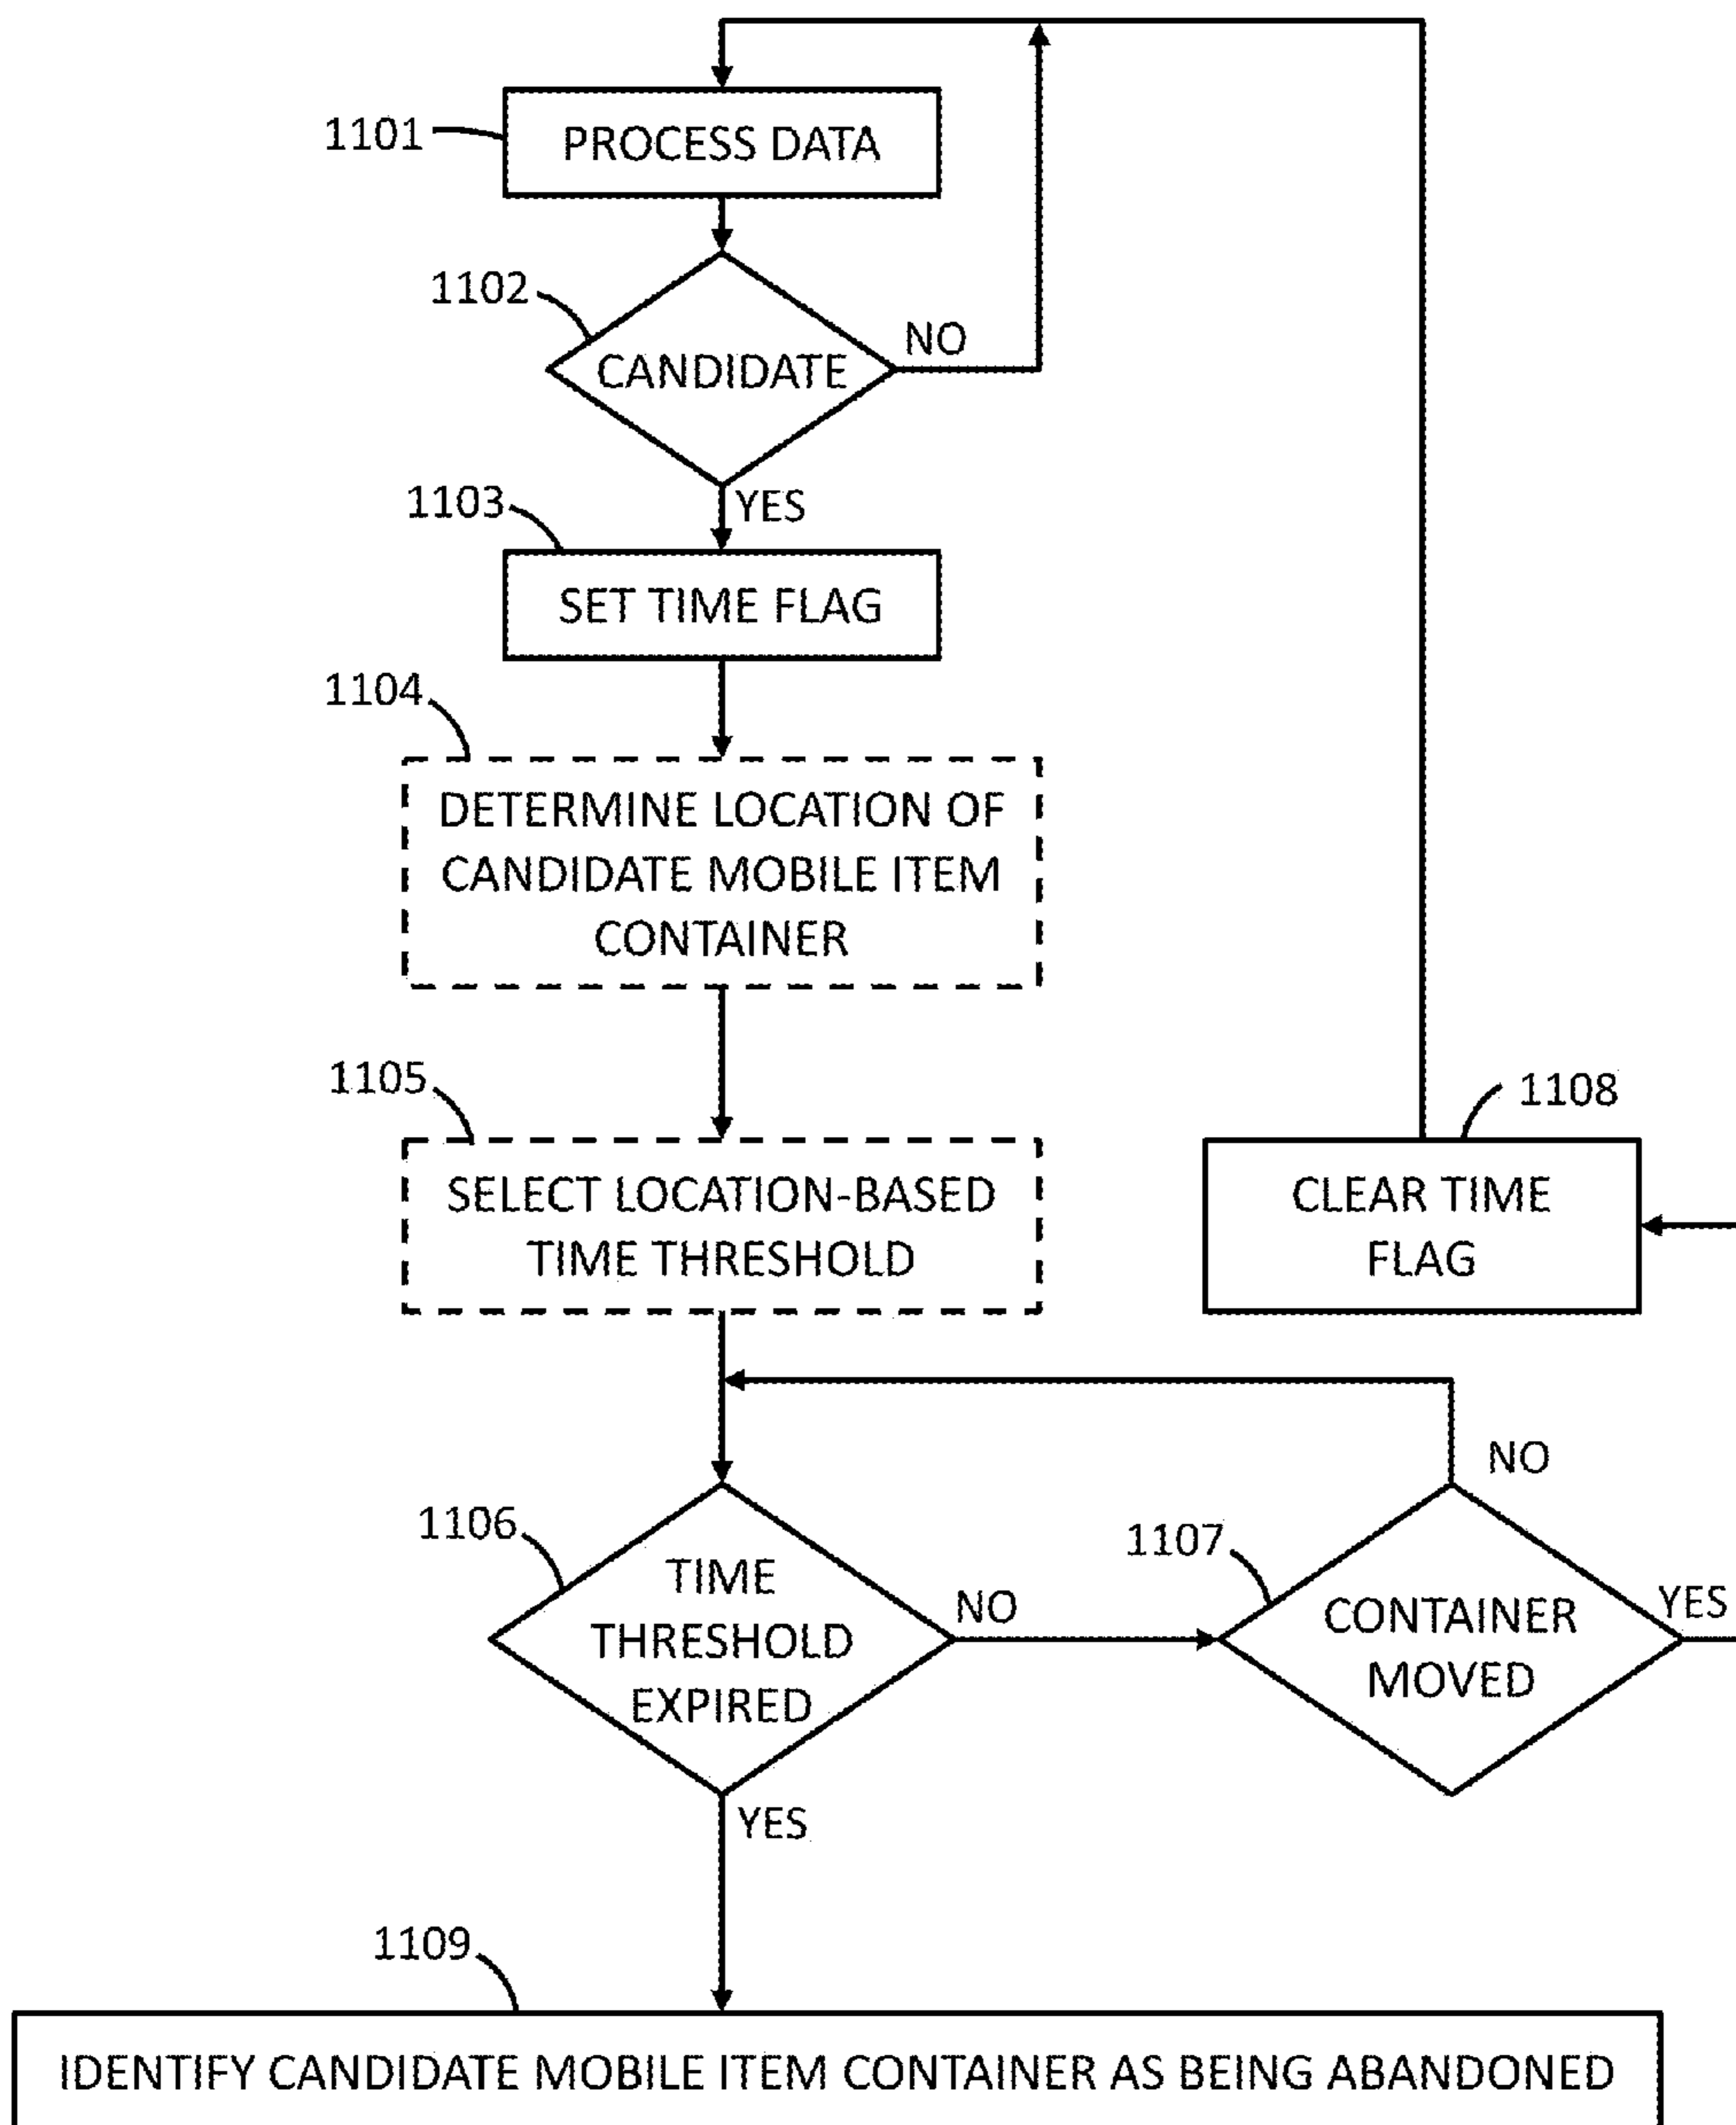 1101
PROCESS DATA
1102
CANDIDATE
NO
YES
1103
SET TIME FLAG
1104
DETERMINE LOCATION OF
CANDIDATE MOBILE ITEM
CONTAINER
1105
SELECT LOCATION-BASED
TIME THRESHOLD
1108
CLEAR TIME
FLAG
1106
TIME
THRESHOLD
EXPIRED
NO
YES
1107
CONTAINER
MOVED
NO
YES
1109
IDENTIFY CANDIDATE MOBILE ITEM CONTAINER AS BEING ABANDONED